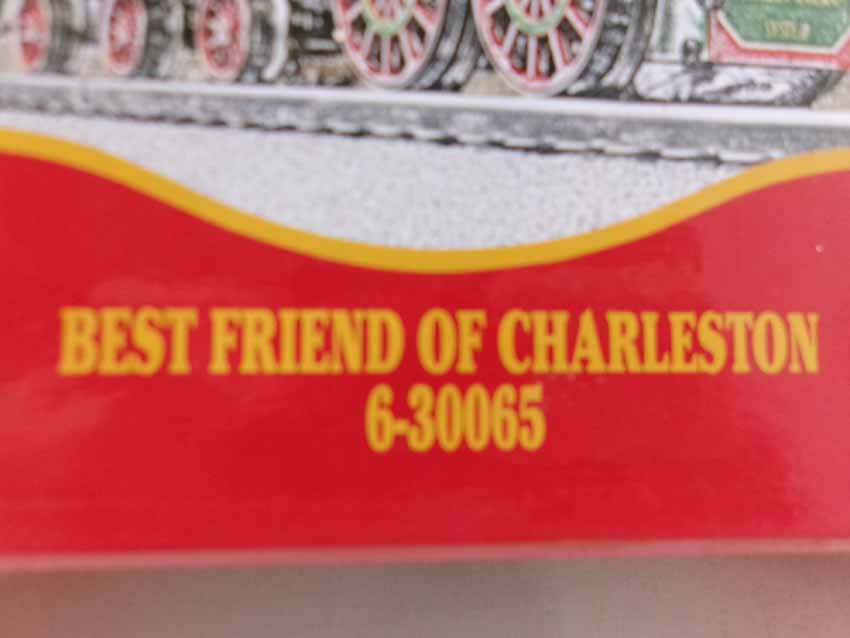 BEST FRIEND OF CHARLESTON
6-30065